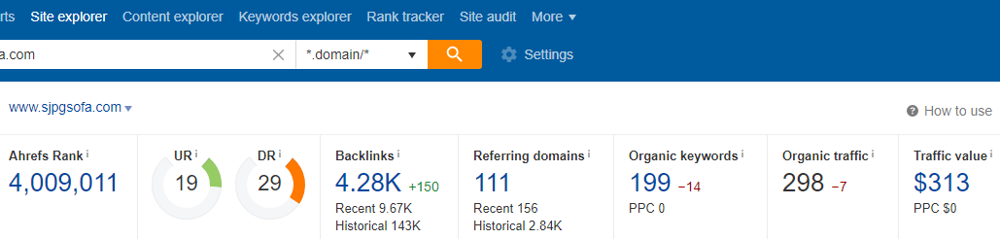 rts Site explorer Content explorer Keywords explorer Rank tracker Site audit More
a.com *.domain/* Settings
www.sjpgsofa.com How to use
Ahrefs Rank i UR i DR i Backlinks i Referring domains i Organic keywords i Organic traffic i Traffic value i
4,009,011 19 29 4.28K +150 111 199 −14 298 −7 $313
Recent 9.67K Recent 156 PPC 0 PPC $0
Historical 143K Historical 2.84K